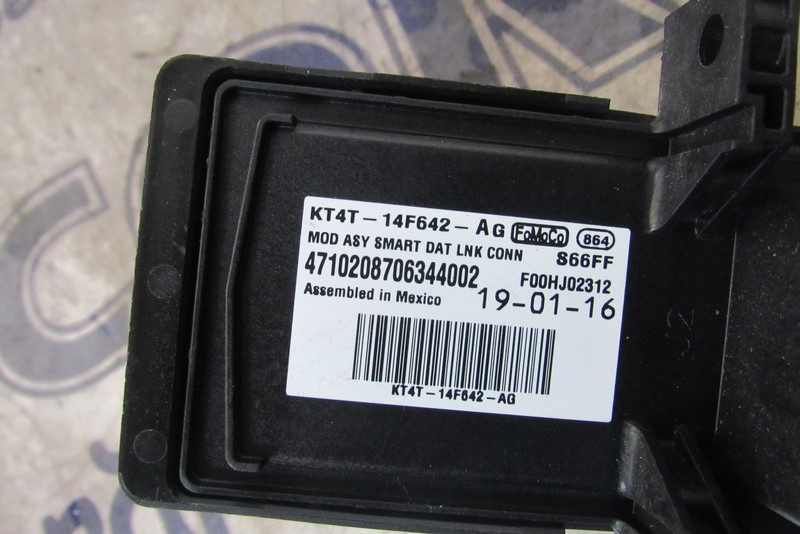 KT4T-14F642-AG FoMoCo 864
MOD ASY SMART DAT LNK CONN S66FF
4710208706344002 F00HJ02312
Assembled in Mexico 19-01-16
KT4T-14F642-AG